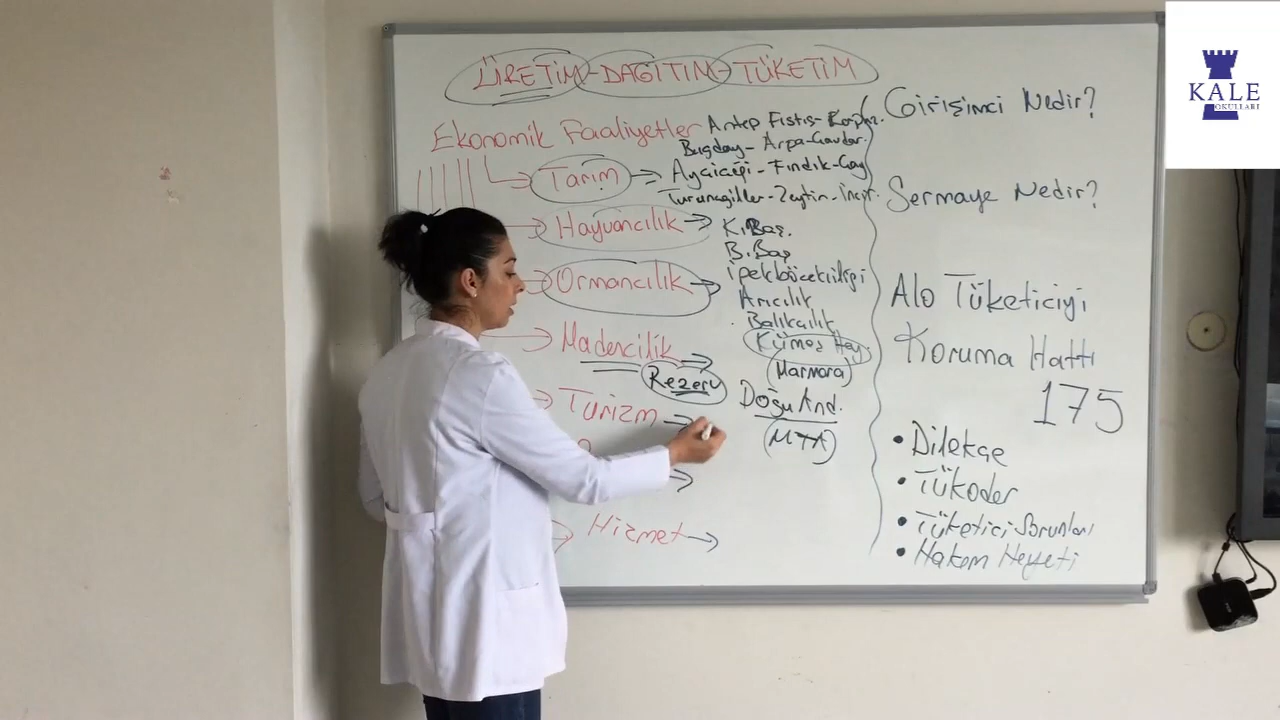 KALE
OKULLARI
ÜRETİM-DAĞITIM-TÜKETİM
Ekonomik Faaliyetler
Antep Fıstığı-
Buğday-Arpa-
Tarım
Ayçiçeği-Fındık-Çay
Turunçgiller-Zeytin-İncir
Hayvancılık
K.Baş.
B.Baş
İpekböcekçiliği
Arıcılık
Balıkçılık
Kümes Hay
(Marmara)
Ormancılık
Madencilik
Rezerv
Doğu And.
(MTA)
Turizm
Hizmet
Girişimci Nedir?
Sermaye Nedir?
Alo Tüketiciyi
Koruma Hattı
175
• Dilekçe
• Tükoder
• Tüketici Sorunları
• Hakem Heyeti